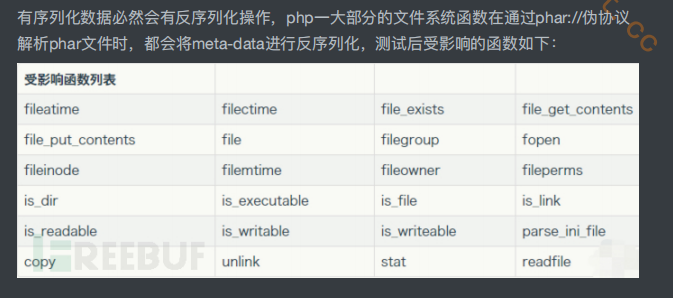 有序列化数据必然会有反序列化操作，php一大部分的文件系统函数在通过phar://伪协议
解析phar文件时，都会将meta-data进行反序列化，测试后受影响的函数如下：
受影响函数列表
fileatime filectime file_exists file_get_contents
file_put_contents file filegroup fopen
fileinode filemtime fileowner fileperms
is_dir is_executable is_file is_link
is_readable is_writable is_writeable parse_ini_file
copy unlink stat readfile
FREEBUF